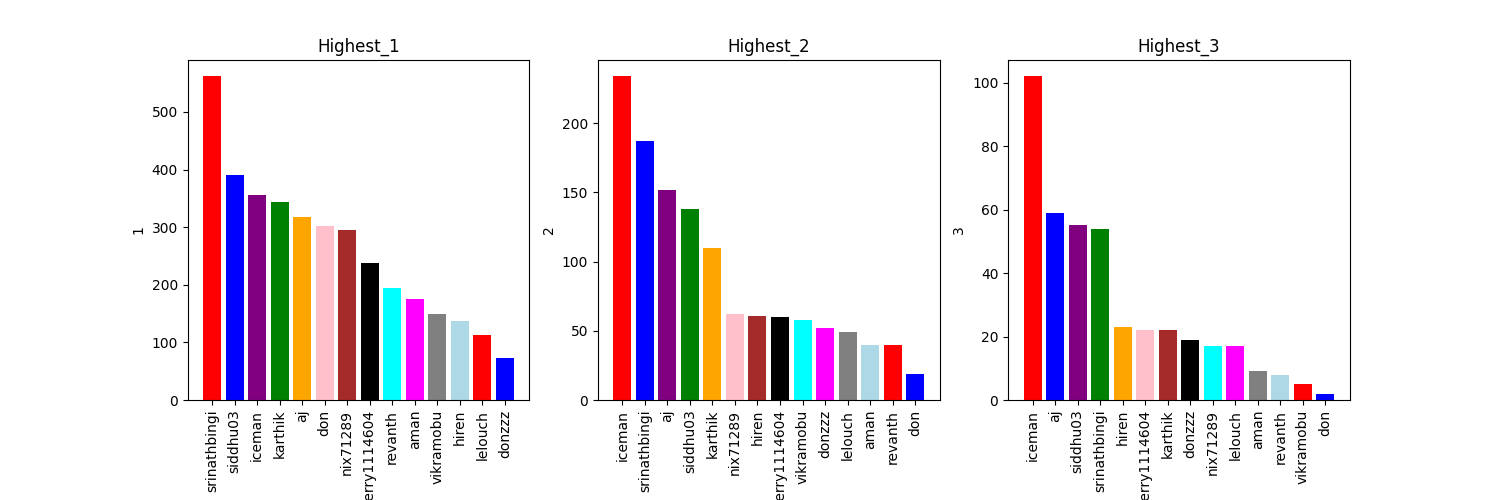 Highest_1
Highest_2
Highest_3
1
500
400
300
200
100
0
srinathbingi
siddhu03
iceman
karthik
aj
don
nix71289
erry1114604
revanth
aman
vikramobu
hiren
lelouch
donzzz
2
200
150
100
50
0
iceman
srinathbingi
aj
siddhu03
karthik
nix71289
hiren
erry1114604
vikramobu
donzzz
lelouch
aman
revanth
don
3
100
80
60
40
20
0
iceman
aj
siddhu03
srinathbingi
hiren
erry1114604
karthik
donzzz
nix71289
lelouch
aman
revanth
vikramobu
don